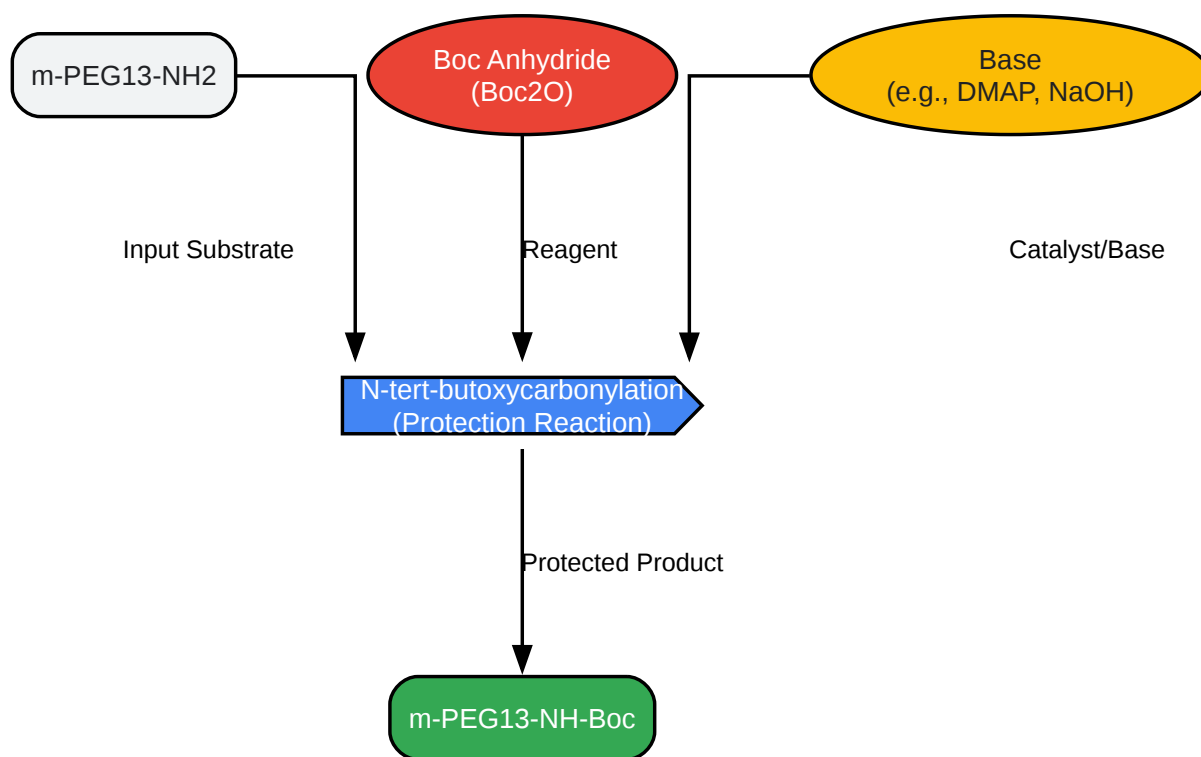 m-PEG13-NH2
Boc Anhydride
(Boc2O)
Base
(e.g., DMAP, NaOH)
Input Substrate
Reagent
Catalyst/Base
N-tert-butoxycarbonylation
(Protection Reaction)
Protected Product
m-PEG13-NH-Boc